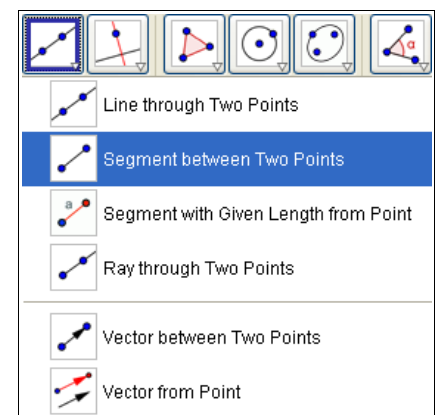 α
Line through Two Points
Segment between Two Points
a
Segment with Given Length from Point
Ray through Two Points
Vector between Two Points
Vector from Point